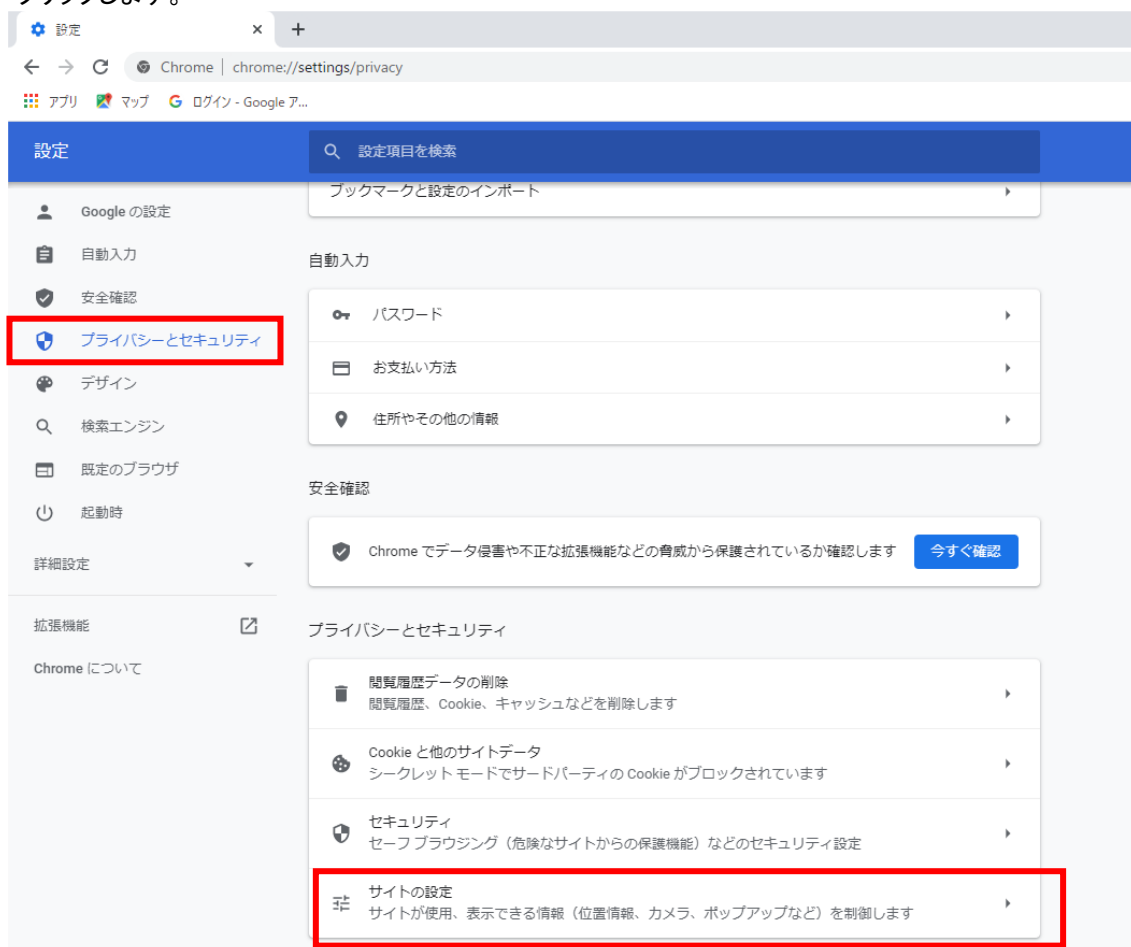 クリックします。
設定
Chrome | chrome://settings/privacy
アプリ マップ ログイン - Google ア...
設定
設定項目を検索
Google の設定
自動入力
安全確認
プライバシーとセキュリティ
デザイン
検索エンジン
既定のブラウザ
起動時
詳細設定
拡張機能
Chrome について
ブックマークと設定のインポート
自動入力
パスワード
お支払い方法
住所やその他の情報
安全確認
Chrome でデータ侵害や不正な拡張機能などの脅威から保護されているか確認します 今すぐ確認
プライバシーとセキュリティ
閲覧履歴データの削除
閲覧履歴、Cookie、キャッシュなどを削除します
Cookie と他のサイトデータ
シークレット モードでサードパーティの Cookie がブロックされています
セキュリティ
セーフ ブラウジング（危険なサイトからの保護機能）などのセキュリティ設定
サイトの設定
サイトが使用、表示できる情報（位置情報、カメラ、ポップアップなど）を制御します